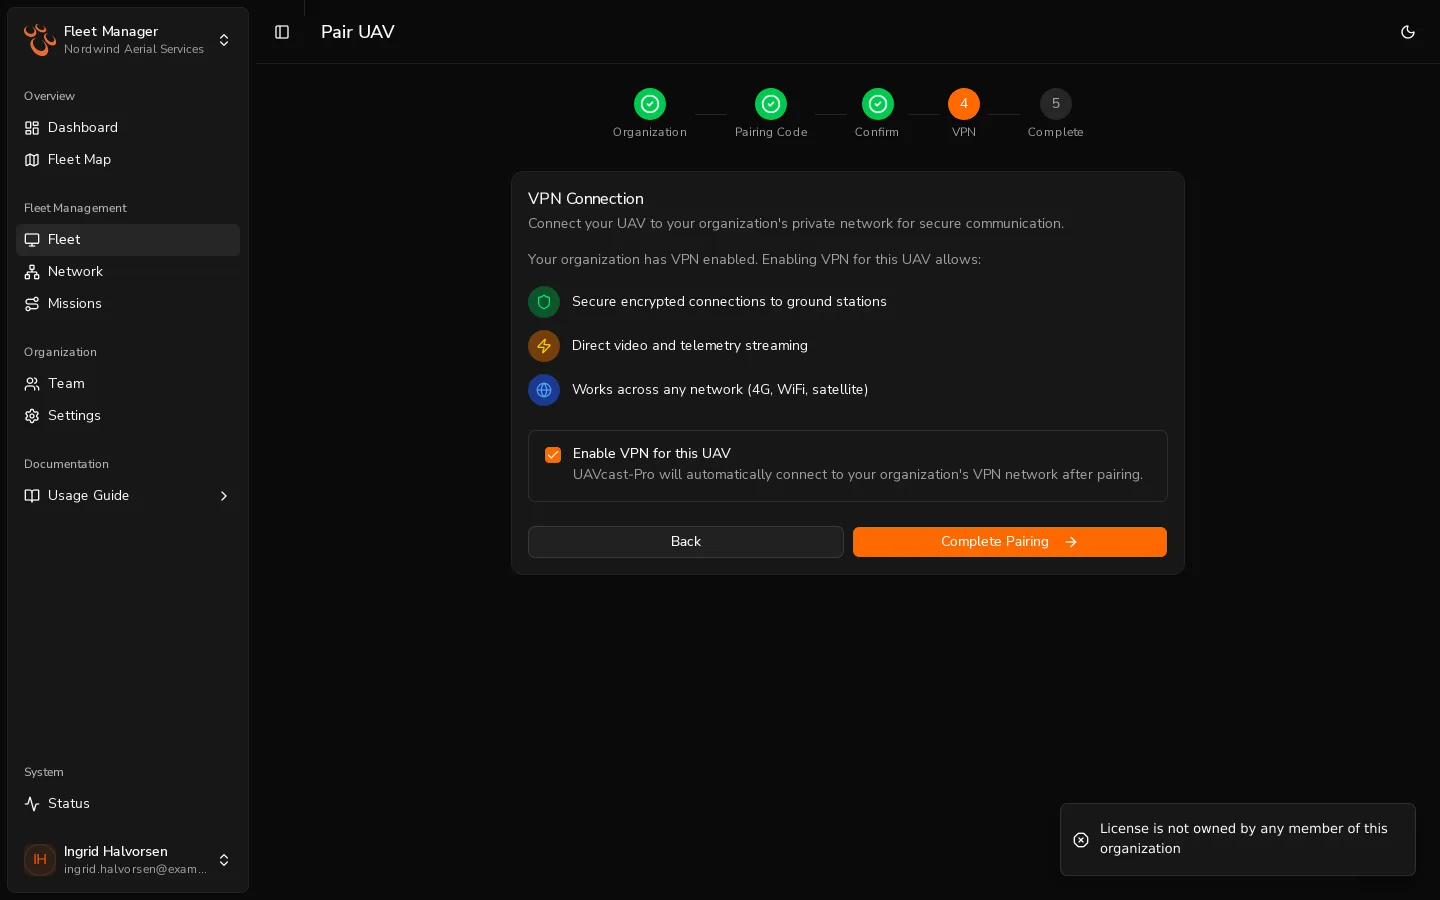 Fleet Manager
Nordwind Aerial Services
Overview
Dashboard
Fleet Map
Fleet Management
Fleet
Network
Missions
Organization
Team
Settings
Documentation
Usage Guide
System
Status
IH
Ingrid Halvorsen
ingrid.halvorsen@exam...
Pair UAV
Organization
Pairing Code
Confirm
4
VPN
5
Complete
VPN Connection
Connect your UAV to your organization's private network for secure communication.
Your organization has VPN enabled. Enabling VPN for this UAV allows:
Secure encrypted connections to ground stations
Direct video and telemetry streaming
Works across any network (4G, WiFi, satellite)
Enable VPN for this UAV
UAVcast-Pro will automatically connect to your organization's VPN network after pairing.
Back
Complete Pairing
License is not owned by any member of this
organization